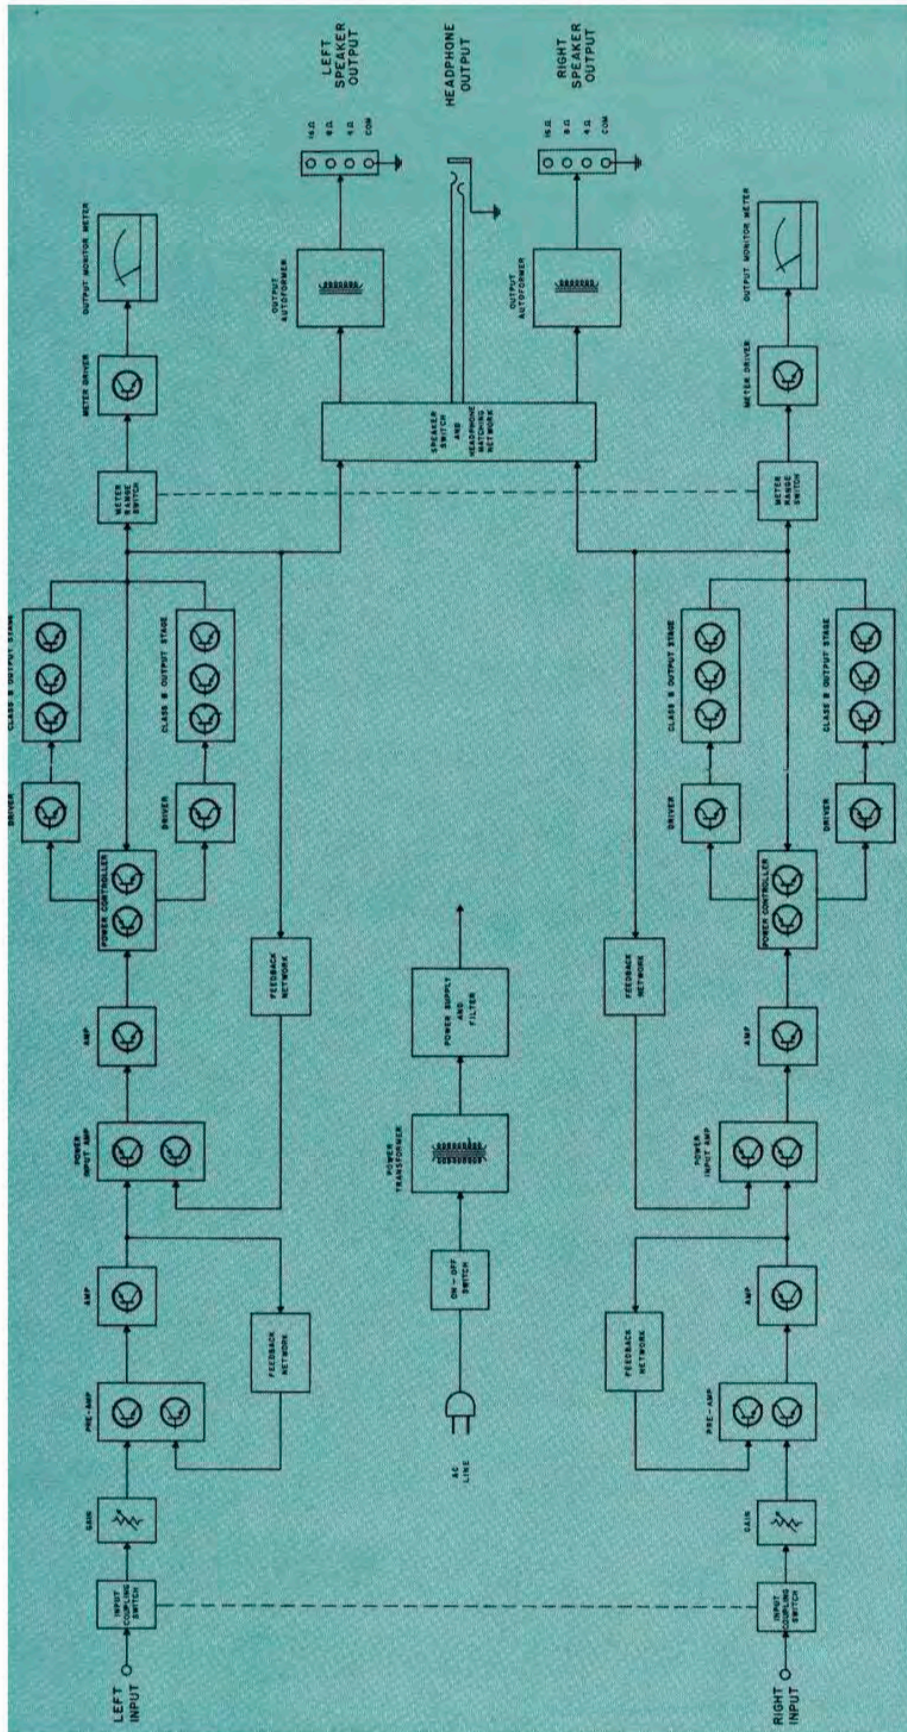 LEFT
INPUT
INPUT
COUPLING
SWITCH
GAIN
PRE-AMP
AMP
FEEDBACK
NETWORK
POWER
INPUT AMP
AMP
FEEDBACK
NETWORK
POWER CONTROLLER
DRIVER
DRIVER
CLASS B OUTPUT STAGE
CLASS B OUTPUT STAGE
METER
RANGE
SWITCH
METER DRIVER
OUTPUT MONITOR METER
SPEAKER
SWITCH
AND
HEADPHONE
MATCHING
NETWORK
OUTPUT
AUTOFORMER
16 Ω
8 Ω
4 Ω
COM
LEFT
SPEAKER
OUTPUT
HEADPHONE
OUTPUT
AC
LINE
ON-OFF
SWITCH
POWER
TRANSFORMER
POWER SUPPLY
AND
FILTER
OUTPUT
AUTOFORMER
16 Ω
8 Ω
4 Ω
COM
RIGHT
SPEAKER
OUTPUT
RIGHT
INPUT
INPUT
COUPLING
SWITCH
GAIN
PRE-AMP
AMP
FEEDBACK
NETWORK
POWER
INPUT AMP
AMP
FEEDBACK
NETWORK
POWER CONTROLLER
DRIVER
DRIVER
CLASS B OUTPUT STAGE
CLASS B OUTPUT STAGE
METER
RANGE
SWITCH
METER DRIVER
OUTPUT MONITOR METER